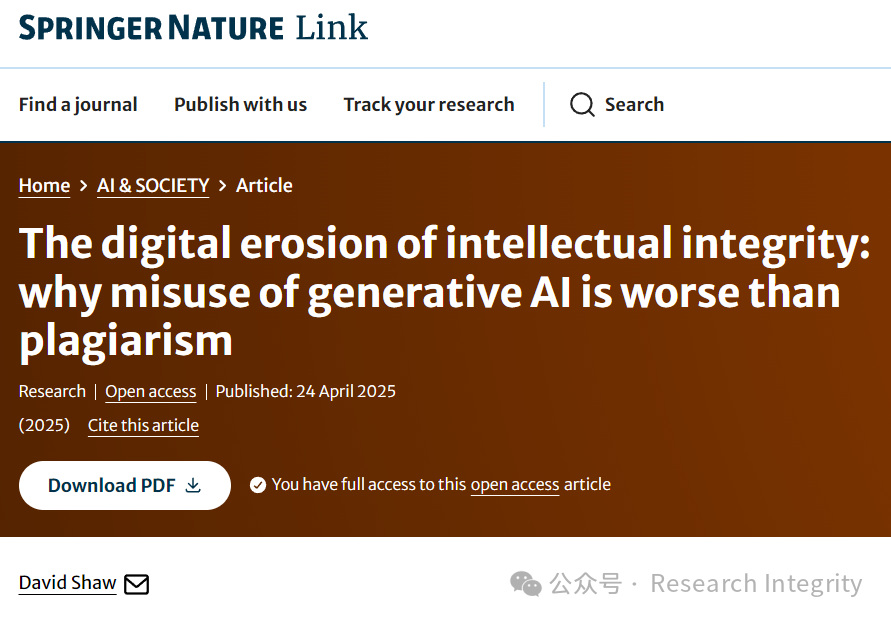 SPRINGER NATURE Link
Find a journal Publish with us Track your research Search
Home > AI & SOCIETY > Article
The digital erosion of intellectual integrity:
why misuse of generative AI is worse than
plagiarism
Research | Open access | Published: 24 April 2025
(2025) Cite this article
Download PDF You have full access to this open access article
David Shaw 公众号 · Research Integrity